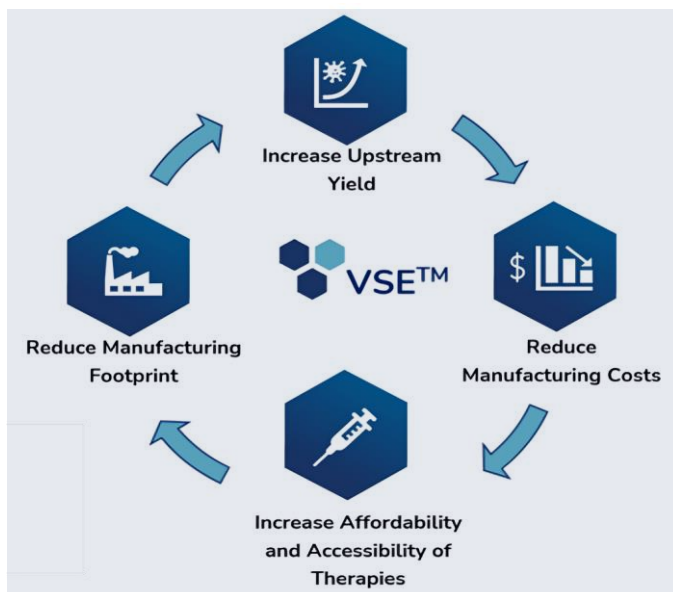 Increase Upstream
Yield
VSE™
$
Reduce Manufacturing
Footprint
Reduce
Manufacturing Costs
Increase Affordability
and Accessibility of
Therapies